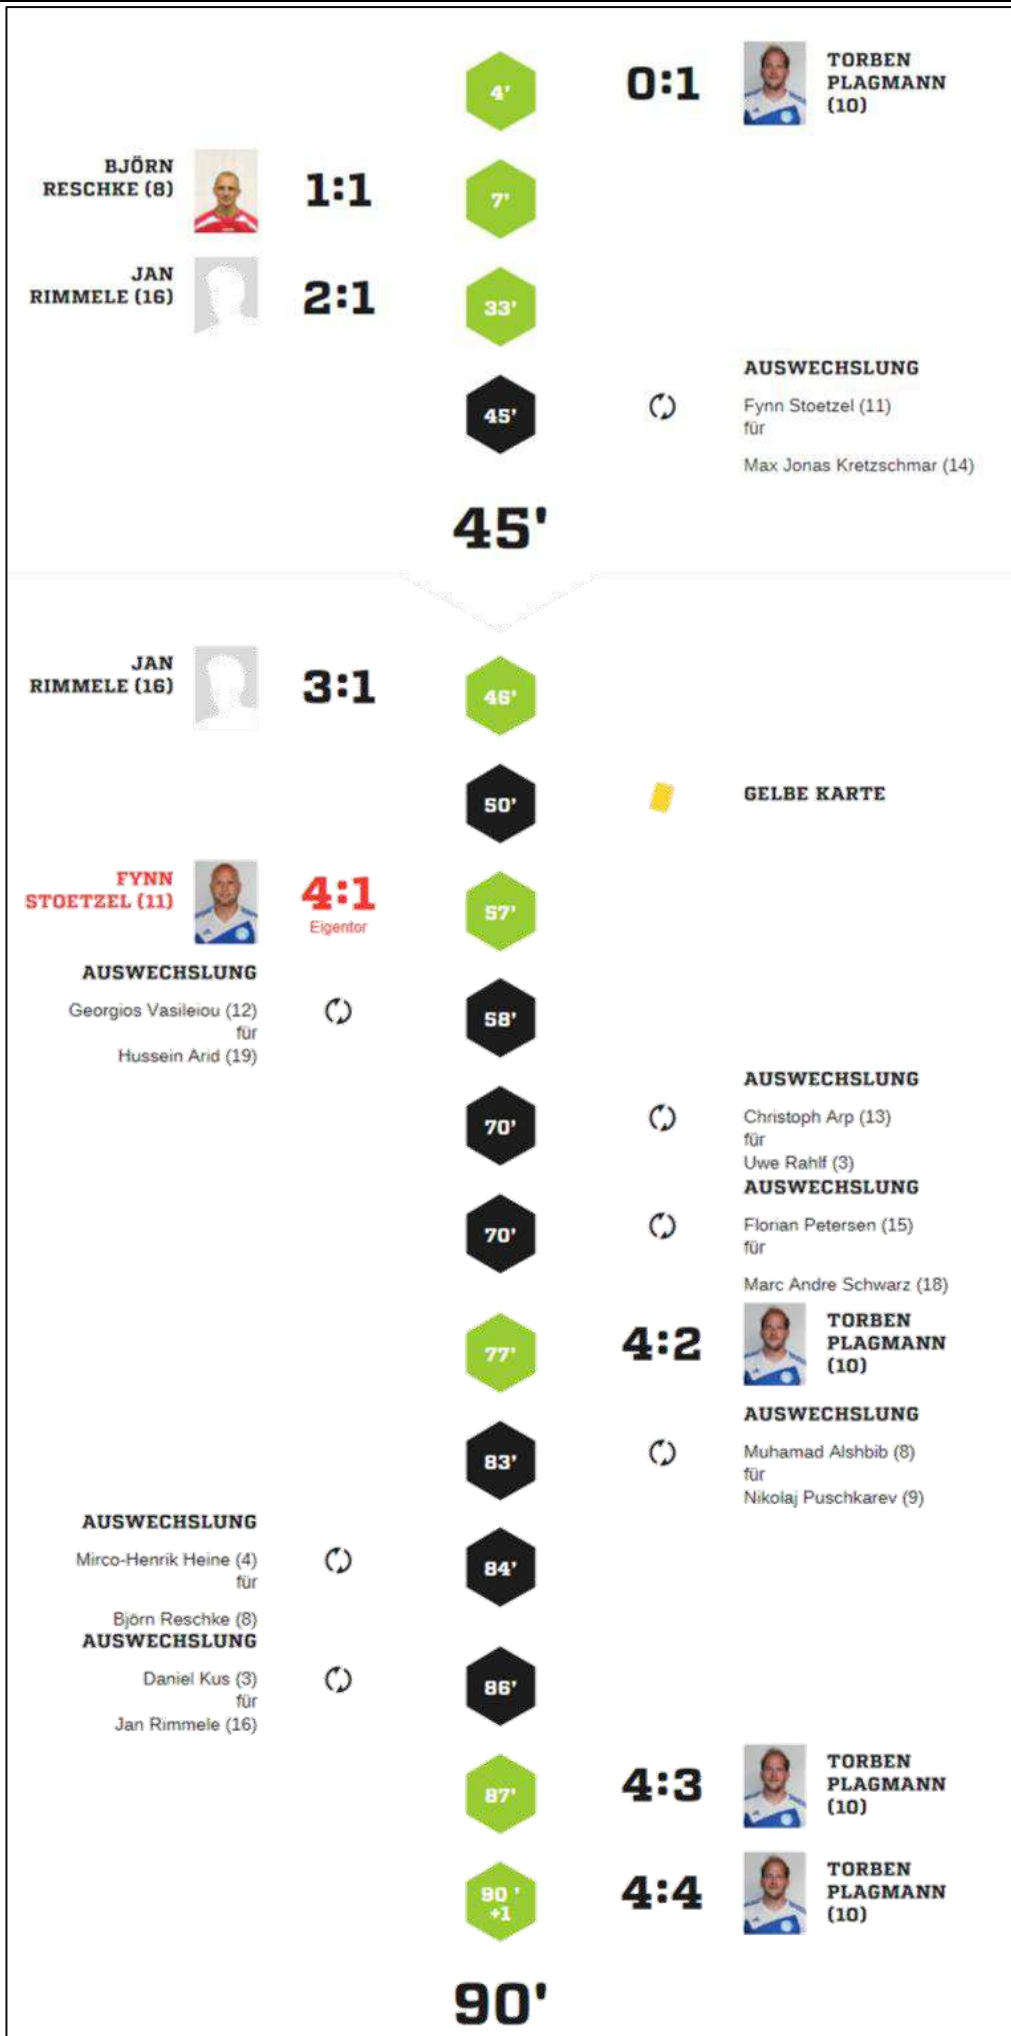 4'
0:1
TORBEN
PLAGMANN
(10)
BJÖRN
RESCHKE (8)
1:1
7'
JAN
RIMMELE (16)
2:1
33'
45'
AUSWECHSLUNG
Fynn Stoetzel (11)
für
Max Jonas Kretzschmar (14)
45'
JAN
RIMMELE (16)
3:1
46'
50'
GELBE KARTE
FYNN
STOETZEL (11)
4:1
Eigentor
57'
AUSWECHSLUNG
Georgios Vasileiou (12)
für
Hussein Arid (19)
58'
70'
AUSWECHSLUNG
Christoph Arp (13)
für
Uwe Rahlf (3)
70'
AUSWECHSLUNG
Florian Petersen (15)
für
Marc Andre Schwarz (18)
77'
4:2
TORBEN
PLAGMANN
(10)
83'
AUSWECHSLUNG
Muhamad Alshbib (8)
für
Nikolaj Puschkarev (9)
AUSWECHSLUNG
Mirco-Henrik Heine (4)
für
Björn Reschke (8)
84'
AUSWECHSLUNG
Daniel Kus (3)
für
Jan Rimmele (16)
86'
87'
4:3
TORBEN
PLAGMANN
(10)
90 '
+1
4:4
TORBEN
PLAGMANN
(10)
90'